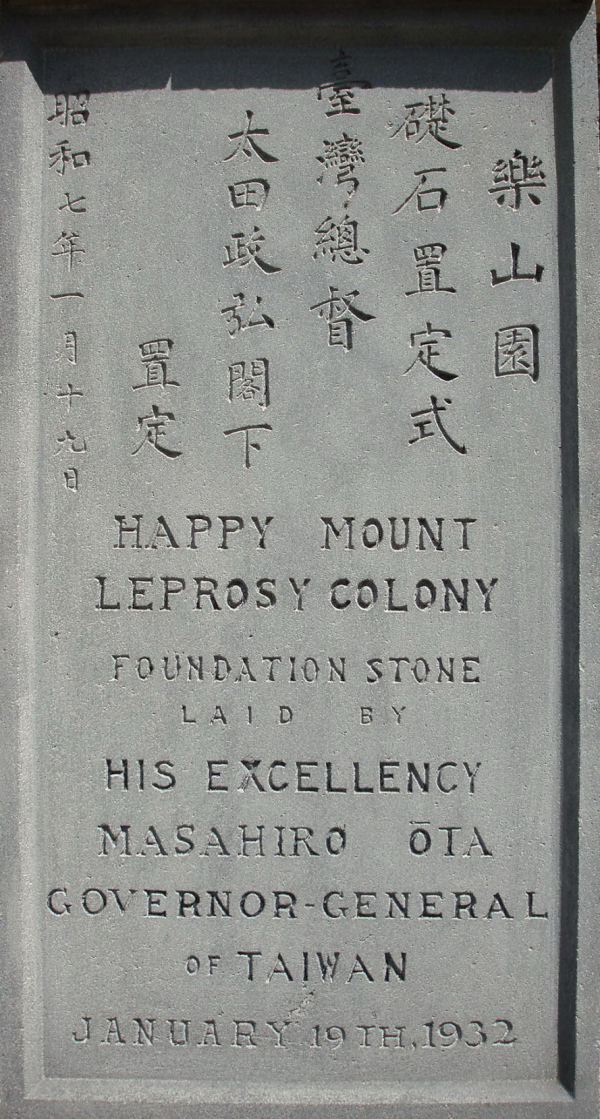 樂山園
礎石置定式
臺灣總督
太田政弘閣下
置定
昭和七年一月十九日
HAPPY MOUNT
LEPROSY COLONY
FOUNDATION STONE
LAID BY
HIS EXCELLENCY
MASAHIRO ŌTA
GOVERNOR-GENERAL
OF TAIWAN
JANUARY 19TH, 1932